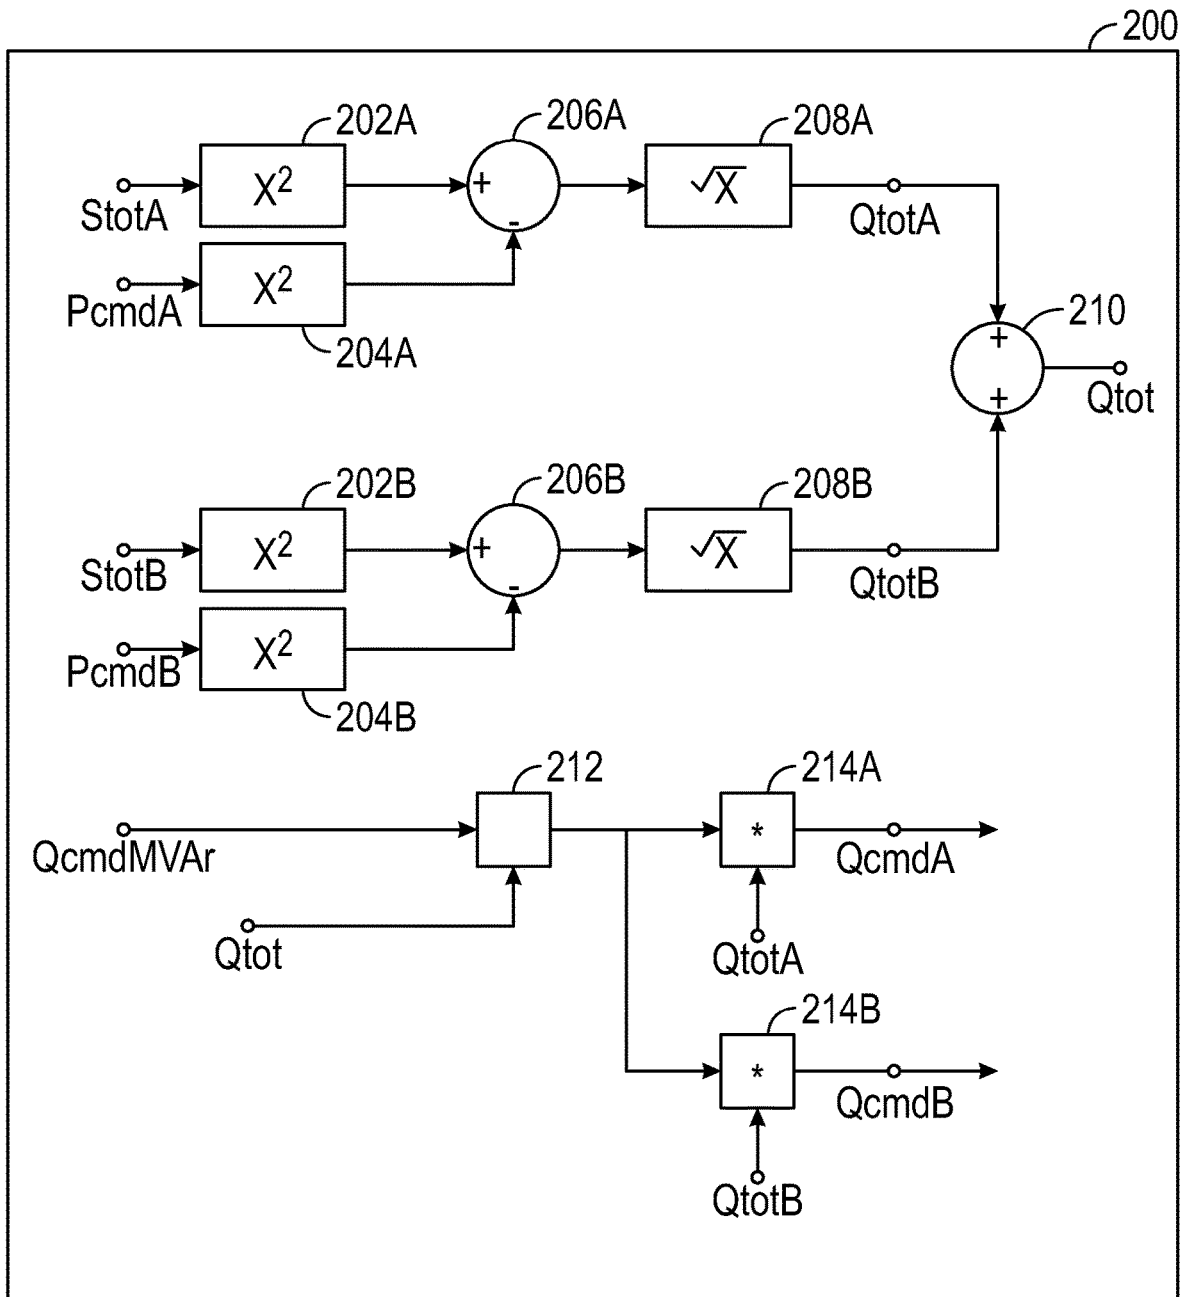 200
202A
206A
208A
X²
+
-
√X
StotA
QtotA
X²
PcmdA
204A
210
+
+
Qtot
202B
206B
208B
X²
+
-
√X
StotB
QtotB
X²
PcmdB
204B
212
214A
*
QcmdMVAr
QcmdA
Qtot
QtotA
214B
*
QcmdB
QtotB